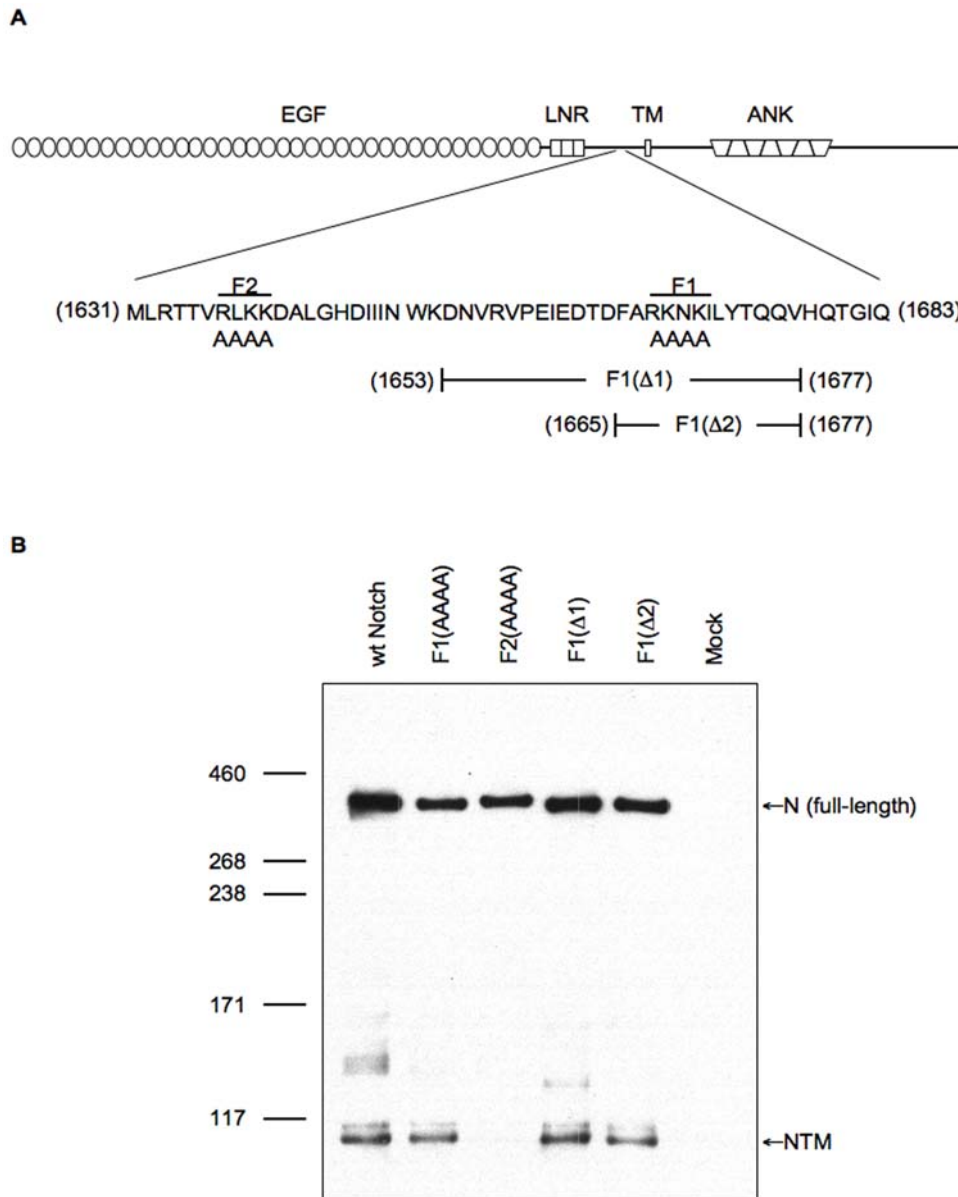 A
EGF LNR TM ANK
F2 F1
(1631) MLRTTVRLKKDALGHDIIIN WKDNVRVPEIEDTDFARKNKILYTQQVHQTGIQ (1683)
AAAA AAAA
(1653) F1(Δ1) (1677)
(1665) F1(Δ2) (1677)
B
wt Notch
F1(AAAA)
F2(AAAA)
F1(Δ1)
F1(Δ2)
Mock
460
←N (full-length)
268
238
171
117
←NTM